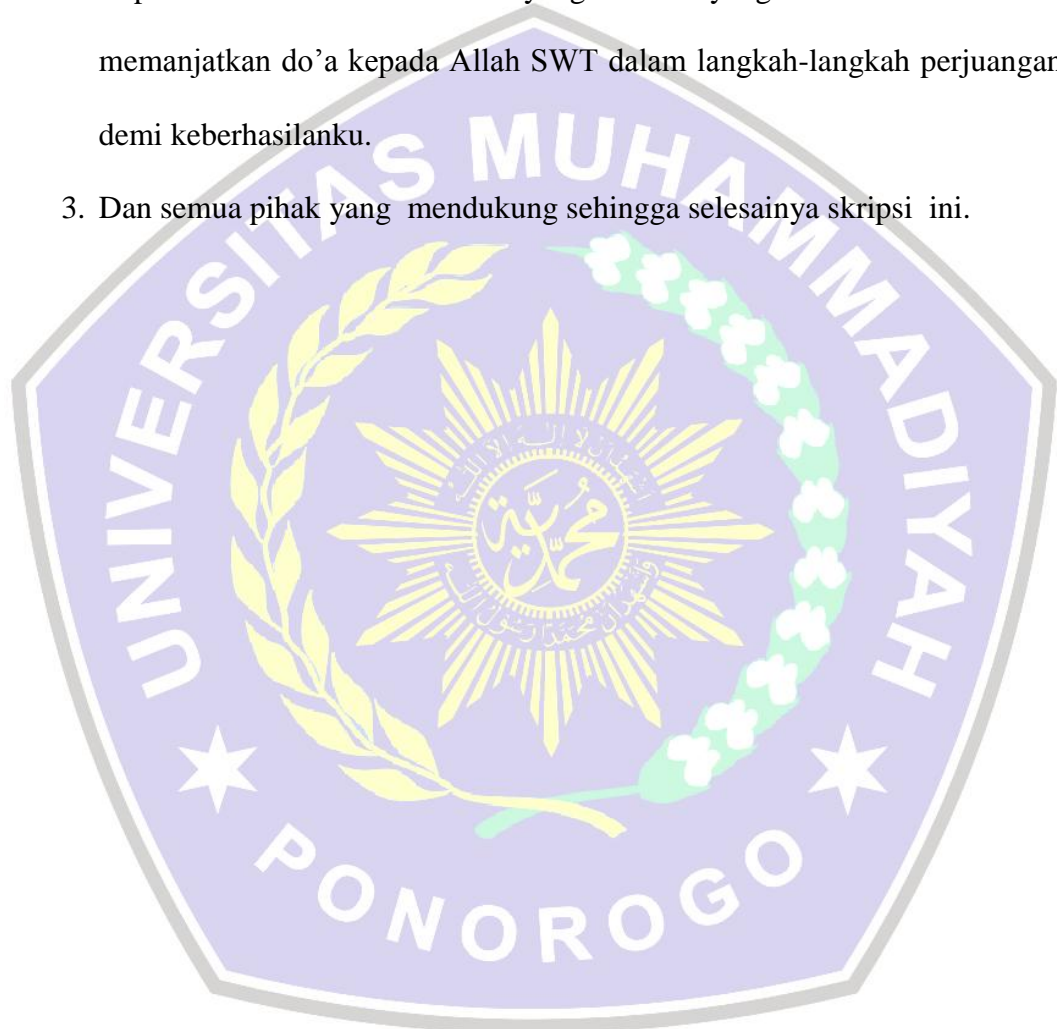 memanjatkan do’a kepada Allah SWT dalam langkah-langkah perjuangan
demi keberhasilanku.
3. Dan semua pihak yang  mendukung sehingga selesainya skripsi  ini.
UNIVERSITAS MUHAMMADIYAH
PONOROGO
محمدية